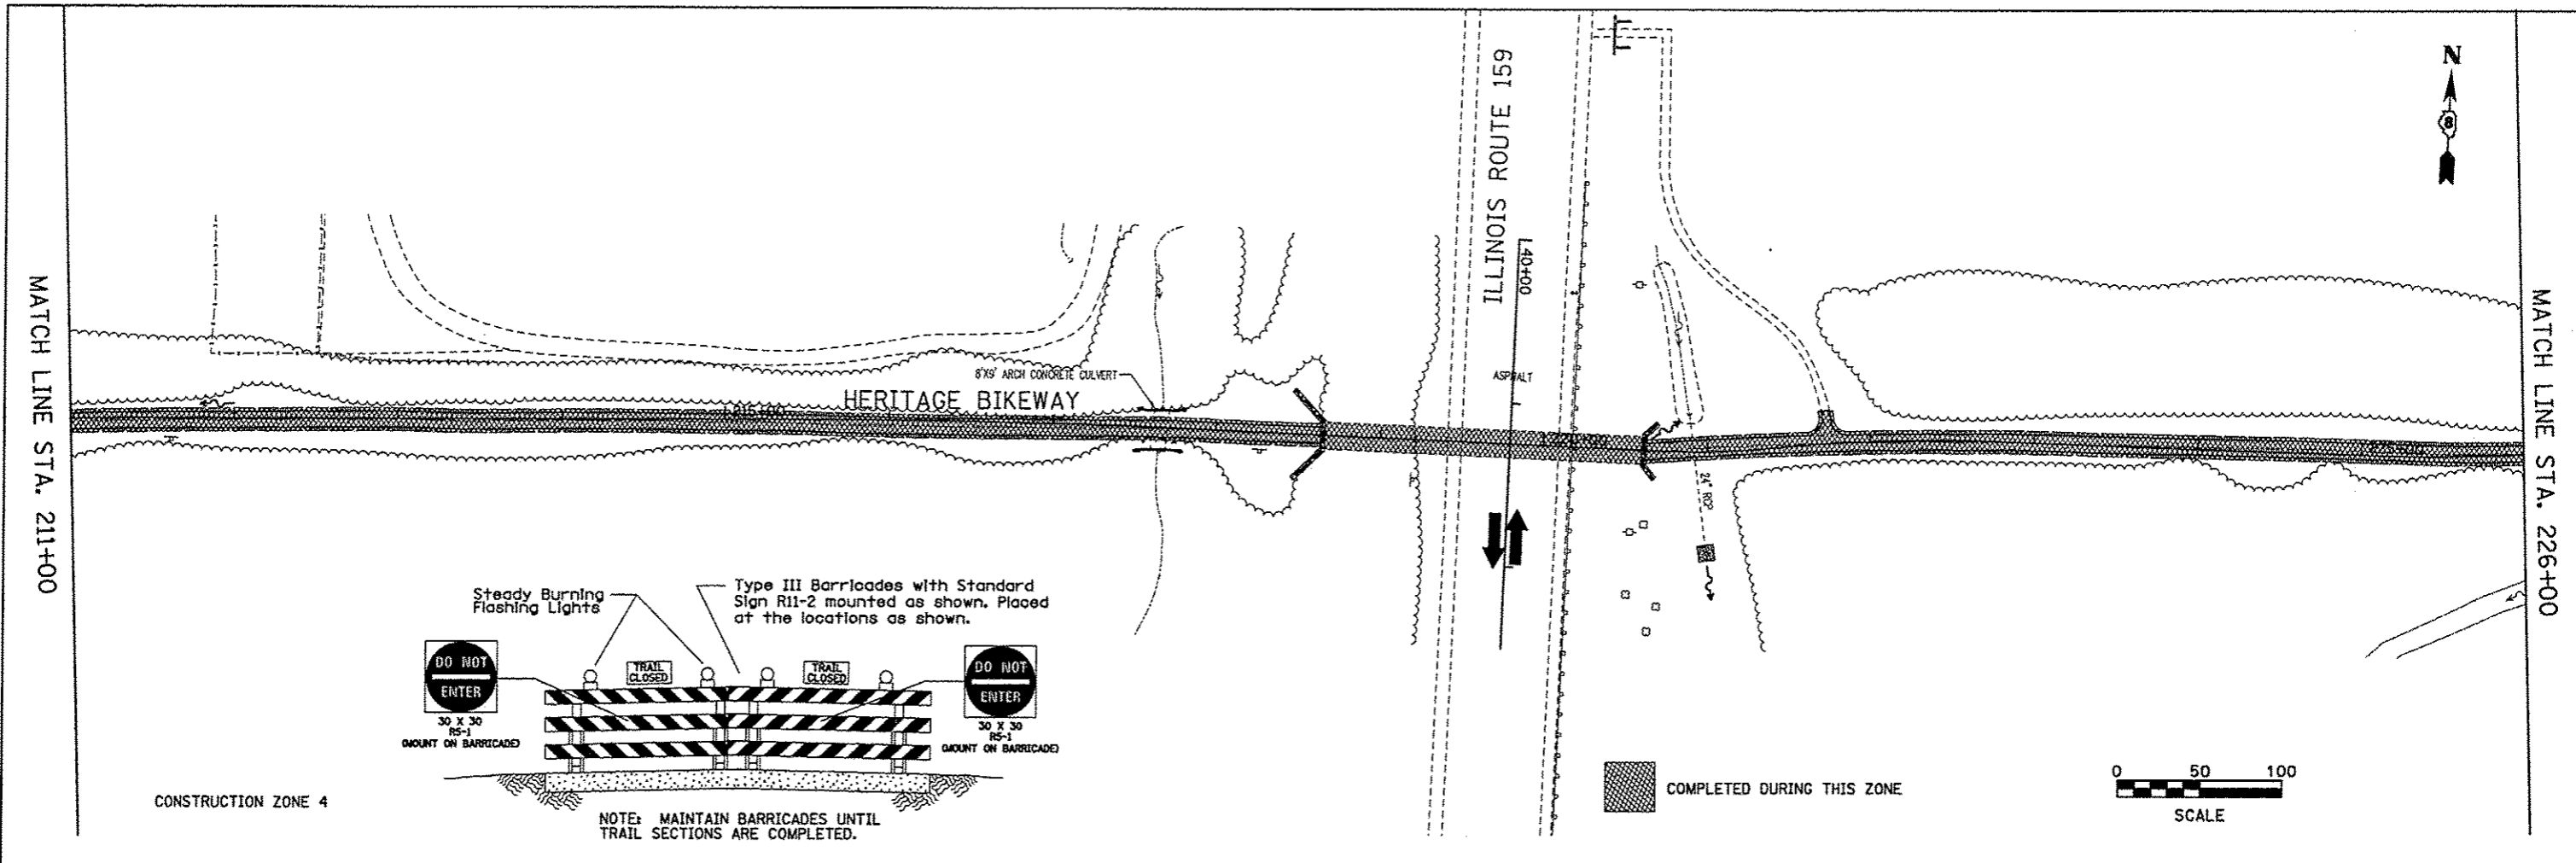 MATCH LINE STA. 211+00
N
8
ILLINOIS ROUTE 159
140+00
ASPHALT
8'X9' ARCH CONCRETE CULVERT
HERITAGE BIKEWAY
215+00
24" RCP
MATCH LINE STA. 226+00
Steady Burning
Flashing Lights
Type III Barricades with Standard
Sign R11-2 mounted as shown. Placed
at the locations as shown.
DO NOT
ENTER
30 X 30
R5-1
(MOUNT ON BARRICADE)
TRAIL
CLOSED
TRAIL
CLOSED
DO NOT
ENTER
30 X 30
R5-1
(MOUNT ON BARRICADE)
CONSTRUCTION ZONE 4
NOTE: MAINTAIN BARRICADES UNTIL
TRAIL SECTIONS ARE COMPLETED.
COMPLETED DURING THIS ZONE
0 50 100
SCALE